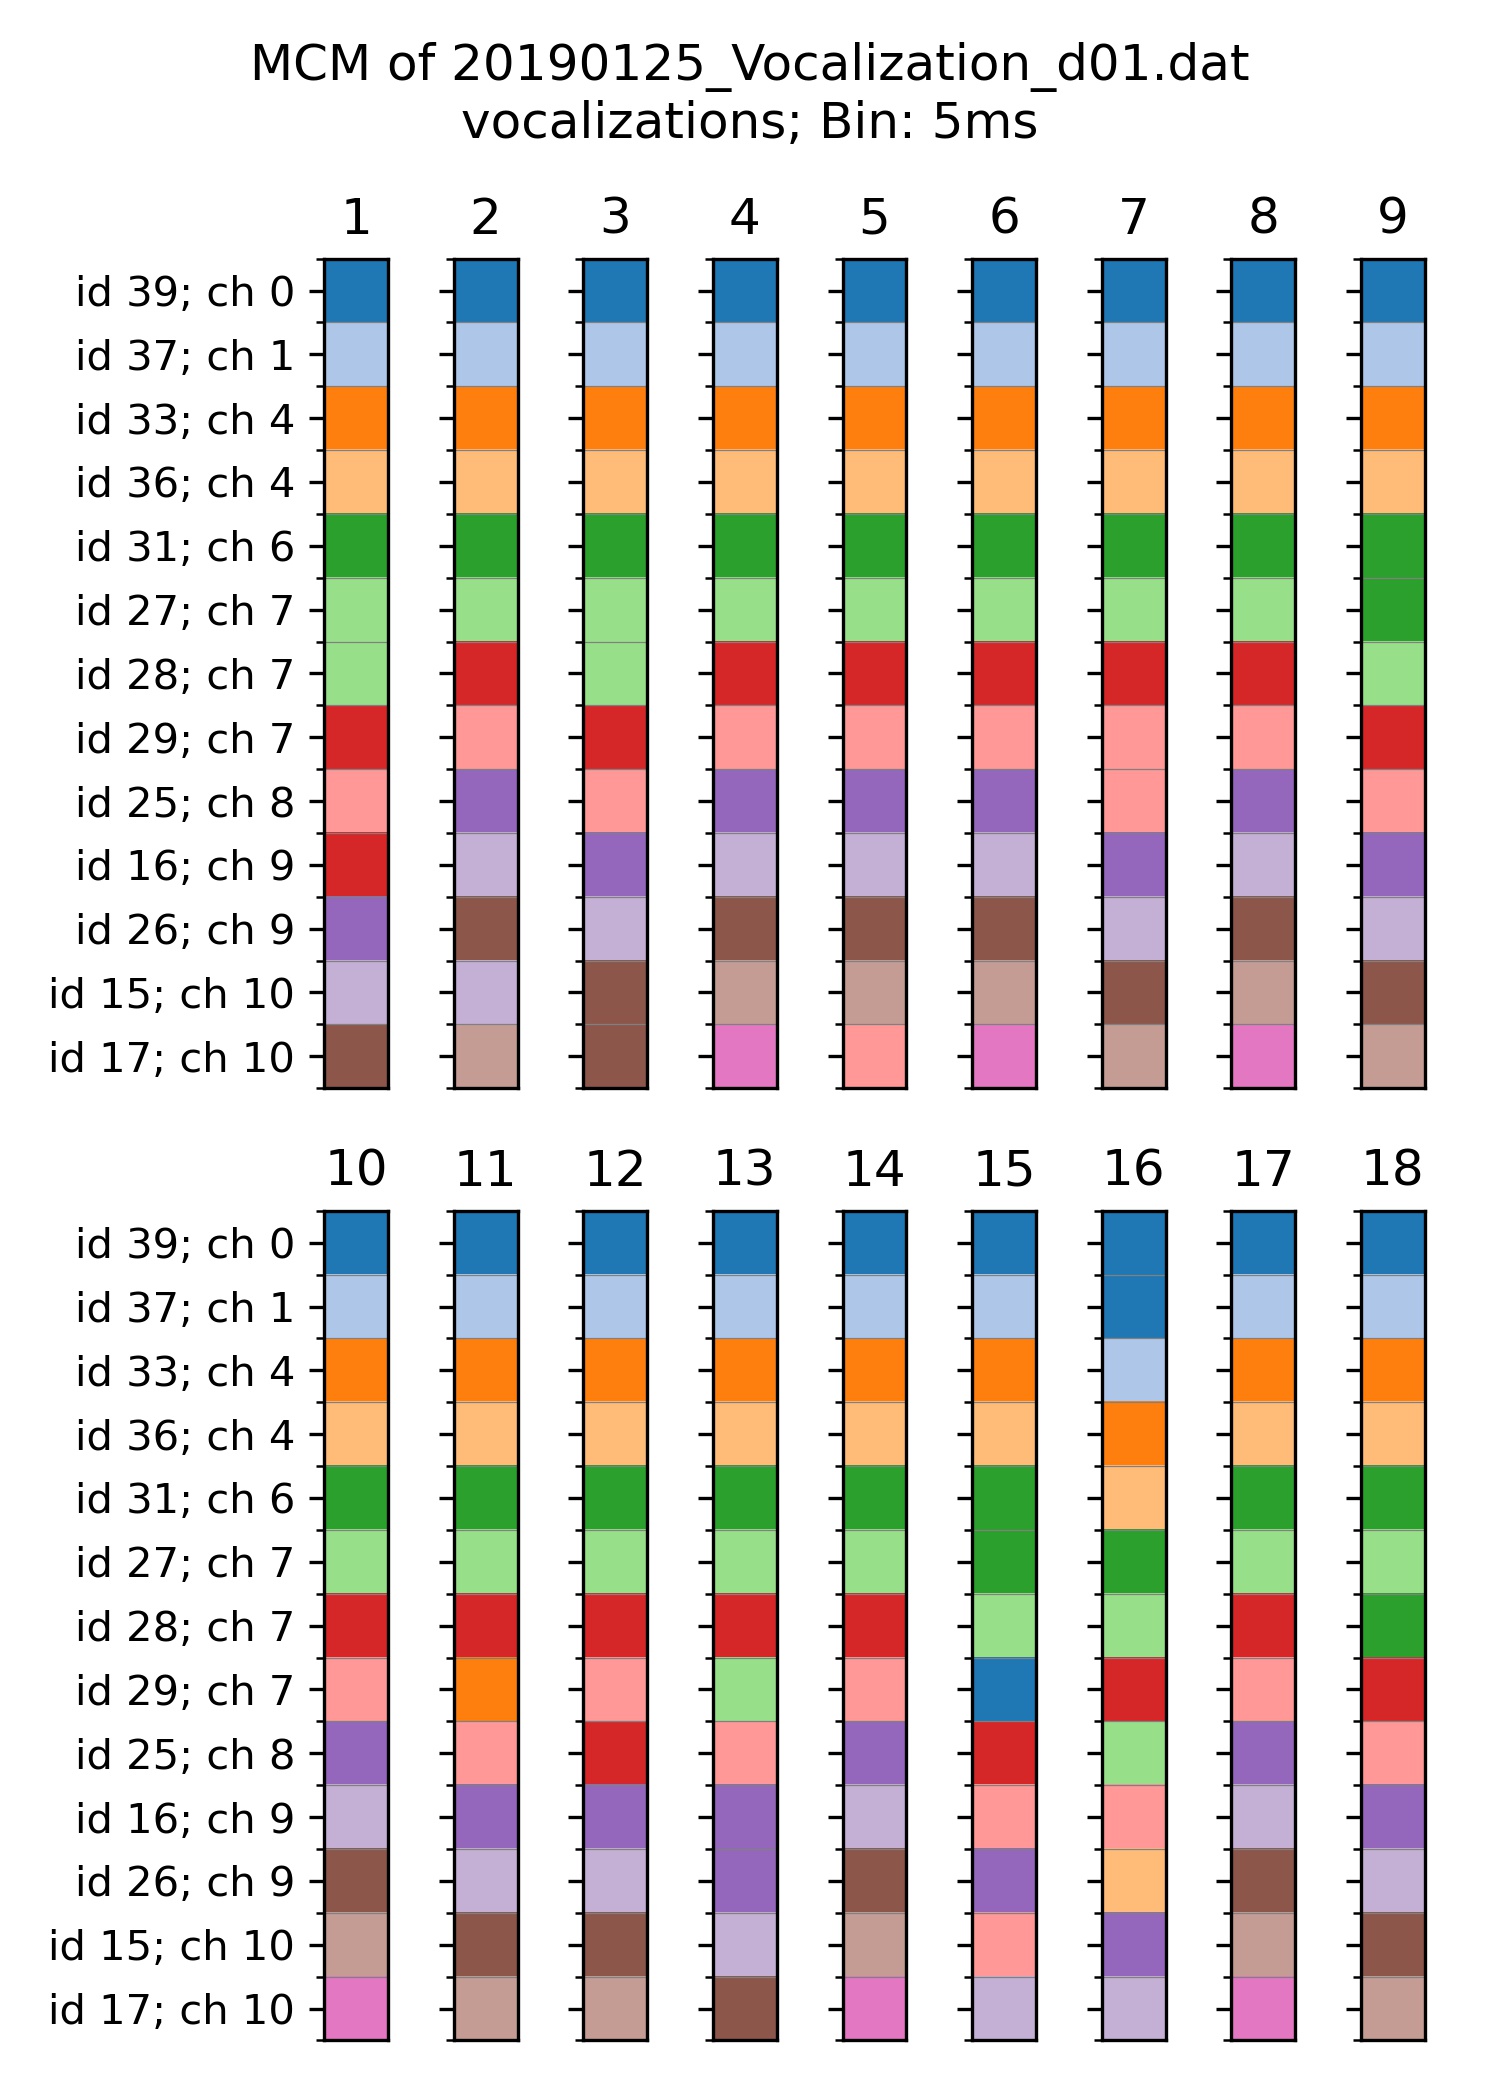 MCM of 20190125_Vocalization_d01.dat
vocalizations; Bin: 5ms
1 2 3 4 5 6 7 8 9
id 39; ch 0
id 37; ch 1
id 33; ch 4
id 36; ch 4
id 31; ch 6
id 27; ch 7
id 28; ch 7
id 29; ch 7
id 25; ch 8
id 16; ch 9
id 26; ch 9
id 15; ch 10
id 17; ch 10
10 11 12 13 14 15 16 17 18
id 39; ch 0
id 37; ch 1
id 33; ch 4
id 36; ch 4
id 31; ch 6
id 27; ch 7
id 28; ch 7
id 29; ch 7
id 25; ch 8
id 16; ch 9
id 26; ch 9
id 15; ch 10
id 17; ch 10